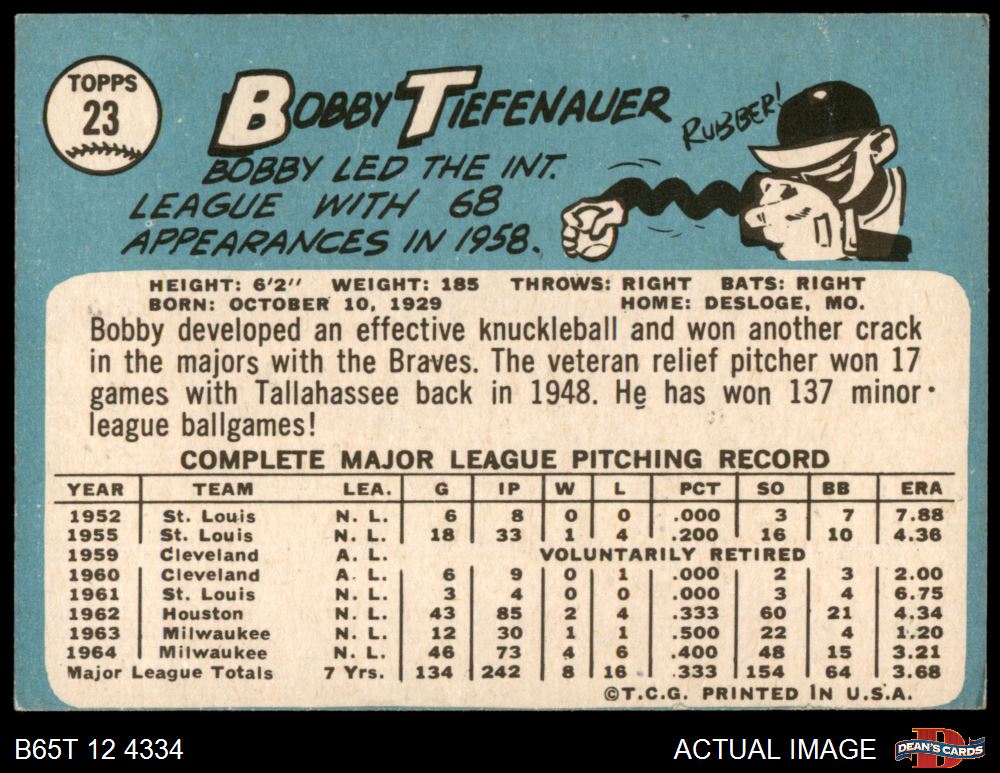 TOPPS
23
BOBBY TIEFENAUER
RUBBER!
BOBBY LED THE INT.
LEAGUE WITH 68
APPEARANCES IN 1958.
HEIGHT: 6'2" WEIGHT: 185 THROWS: RIGHT BATS: RIGHT
BORN: OCTOBER 10, 1929 HOME: DESLOGE, MO.
Bobby developed an effective knuckleball and won another crack
in the majors with the Braves. The veteran relief pitcher won 17
games with Tallahassee back in 1948. He has won 137 minor-
league ballgames!
COMPLETE MAJOR LEAGUE PITCHING RECORD
YEAR TEAM LEA. G IP W L PCT SO BB ERA
1952 St. Louis N. L. 6 8 0 0 .000 3 7 7.88
1955 St. Louis N. L. 18 33 1 4 .200 16 10 4.36
1959 Cleveland A. L. VOLUNTARILY RETIRED
1960 Cleveland A. L. 6 9 0 1 .000 2 3 2.00
1961 St. Louis N. L. 3 4 0 0 .000 3 4 6.75
1962 Houston N. L. 43 85 2 4 .333 60 21 4.34
1963 Milwaukee N. L. 12 30 1 1 .500 22 4 1.20
1964 Milwaukee N. L. 46 73 4 6 .400 48 15 3.21
Major League Totals 7 Yrs. 134 242 8 16 .333 154 64 3.68
©T.C.G. PRINTED IN U.S.A.
B65T 12 4334 ACTUAL IMAGE
D
DEAN'S CARDS